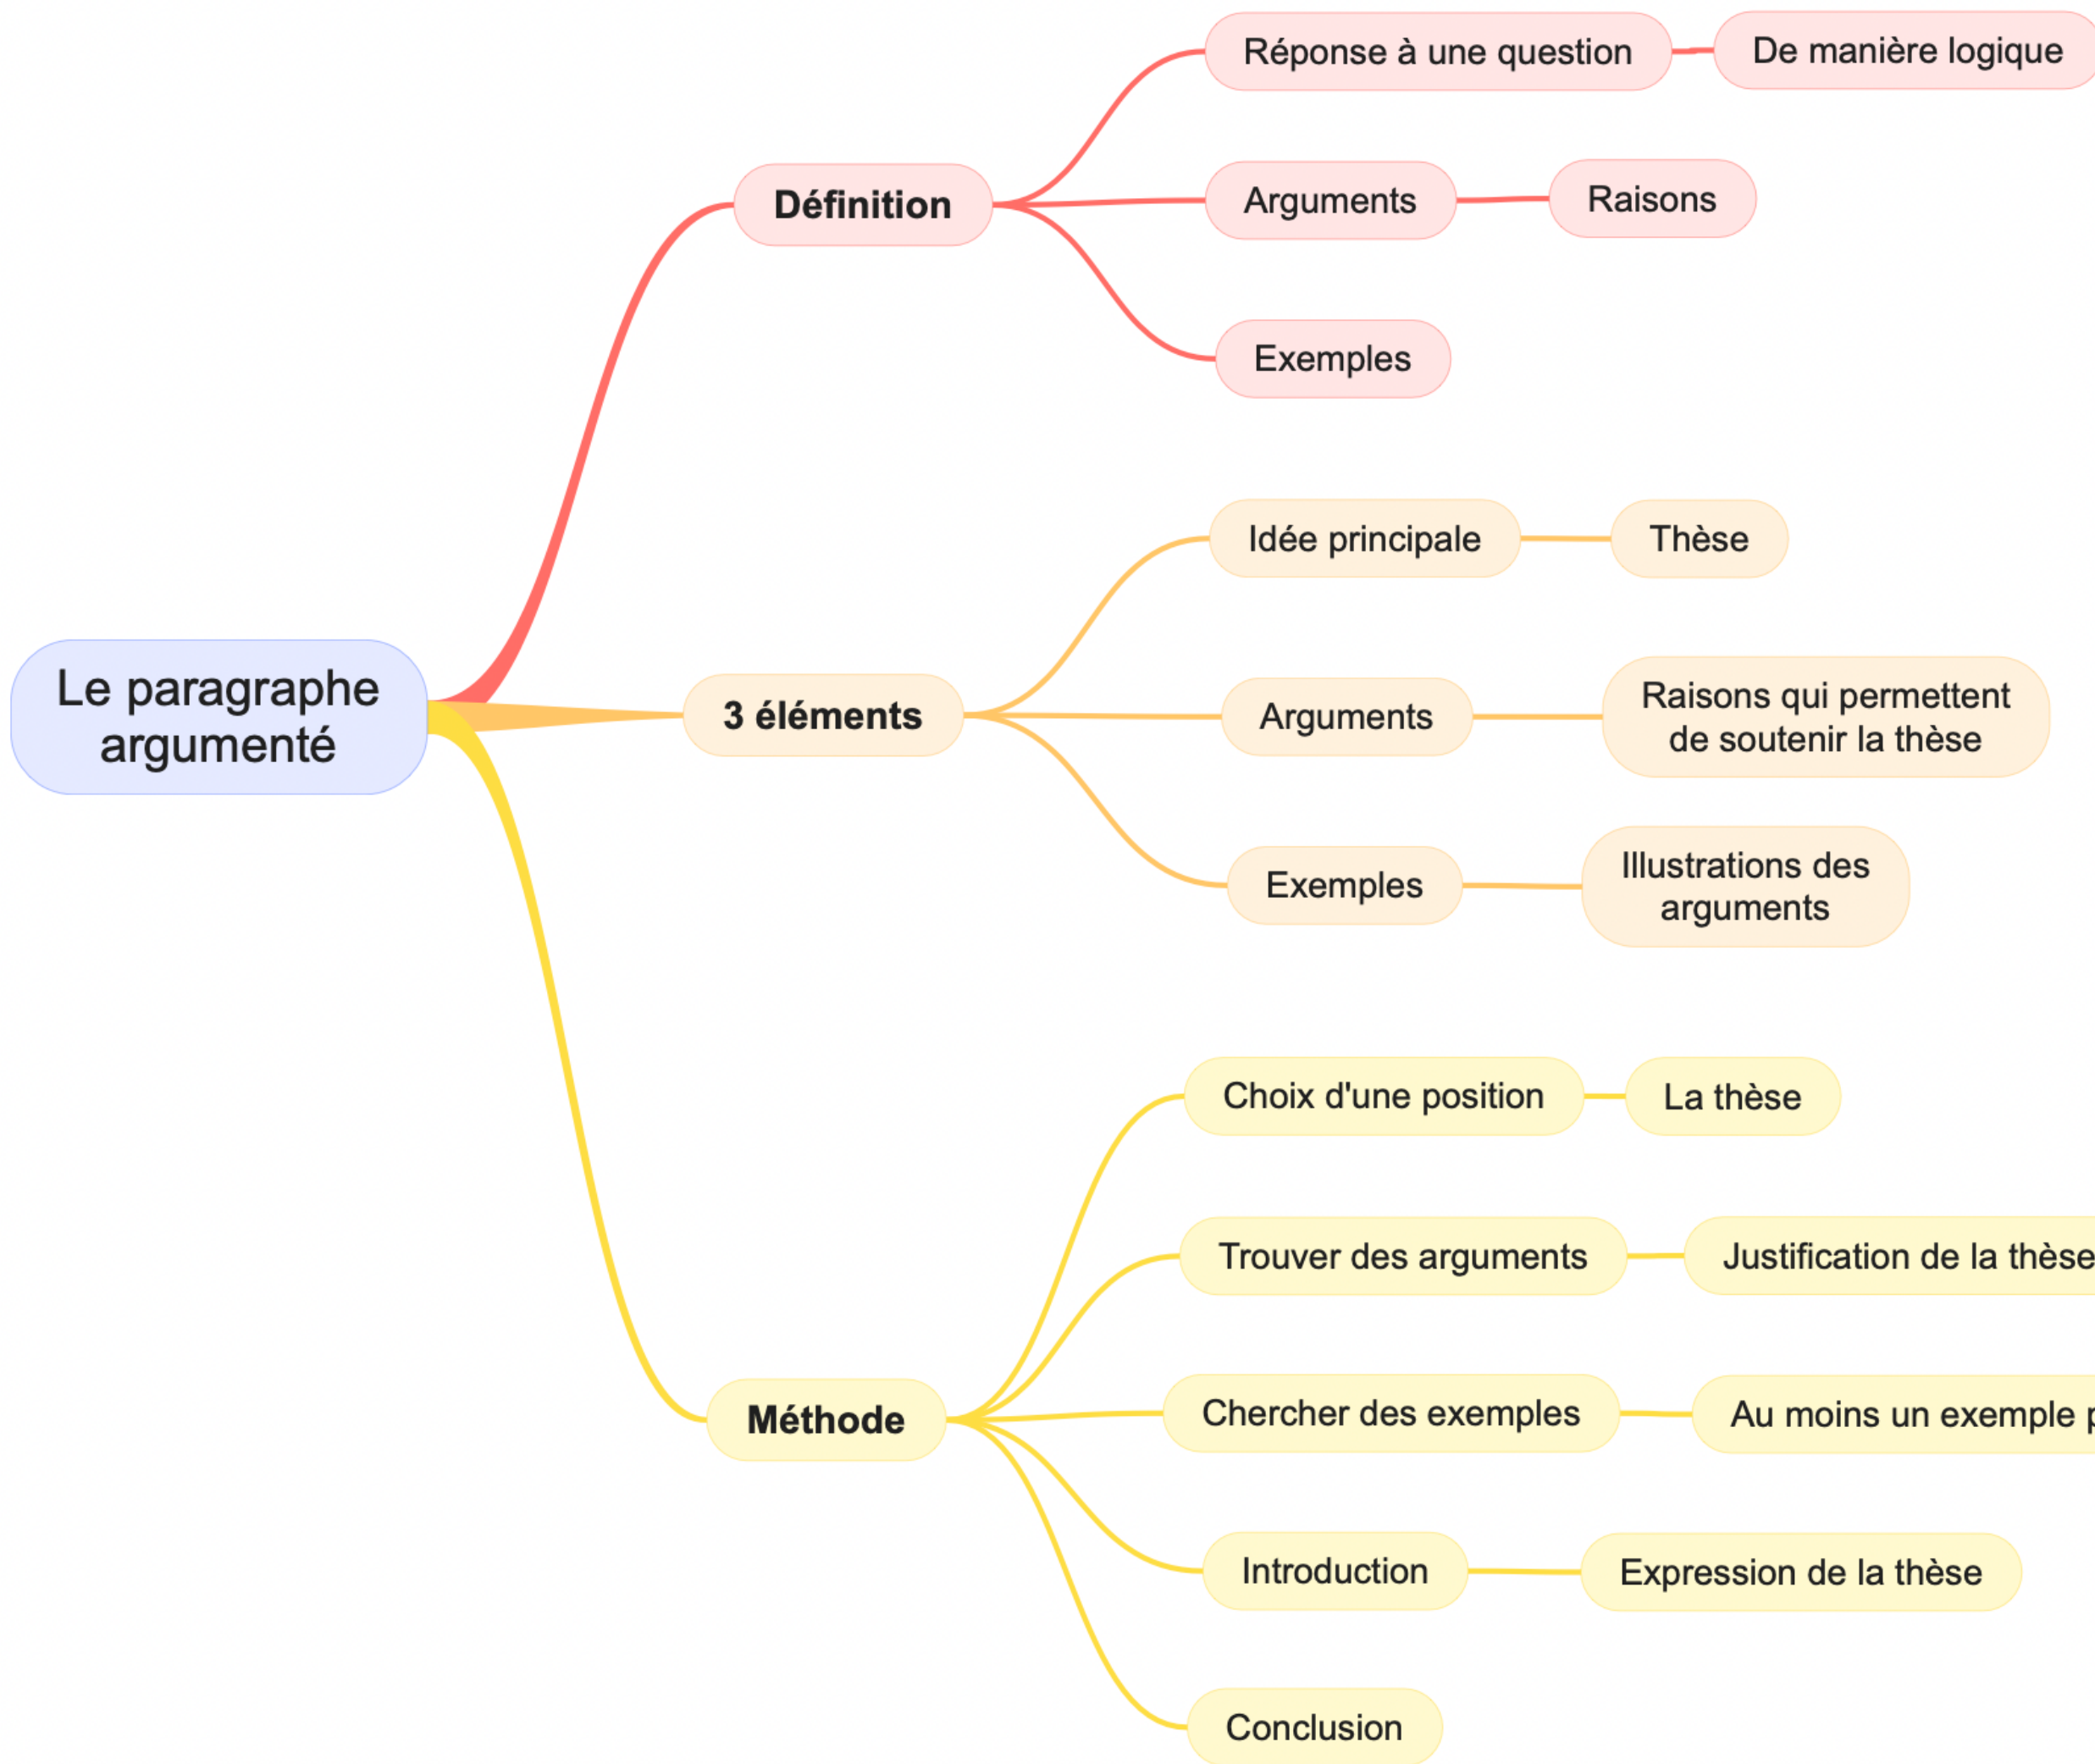 Le paragraphe
argumenté
Définition
Réponse à une question
De manière logique
Arguments
Raisons
Exemples
3 éléments
Idée principale
Thèse
Arguments
Raisons qui permettent
de soutenir la thèse
Exemples
Illustrations des
arguments
Méthode
Choix d'une position
La thèse
Trouver des arguments
Justification de la thèse
Chercher des exemples
Au moins un exemple
Introduction
Expression de la thèse
Conclusion